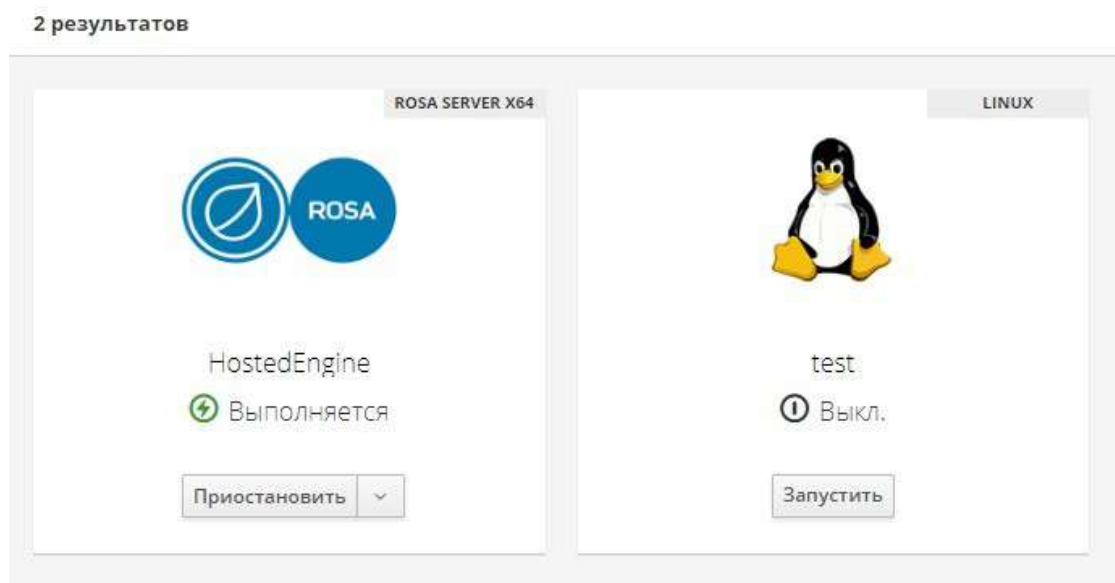 2 результатов
ROSA SERVER X64
ROSA
HostedEngine
Выполняется
Приостановить
LINUX
test
Выкл.
Запустить